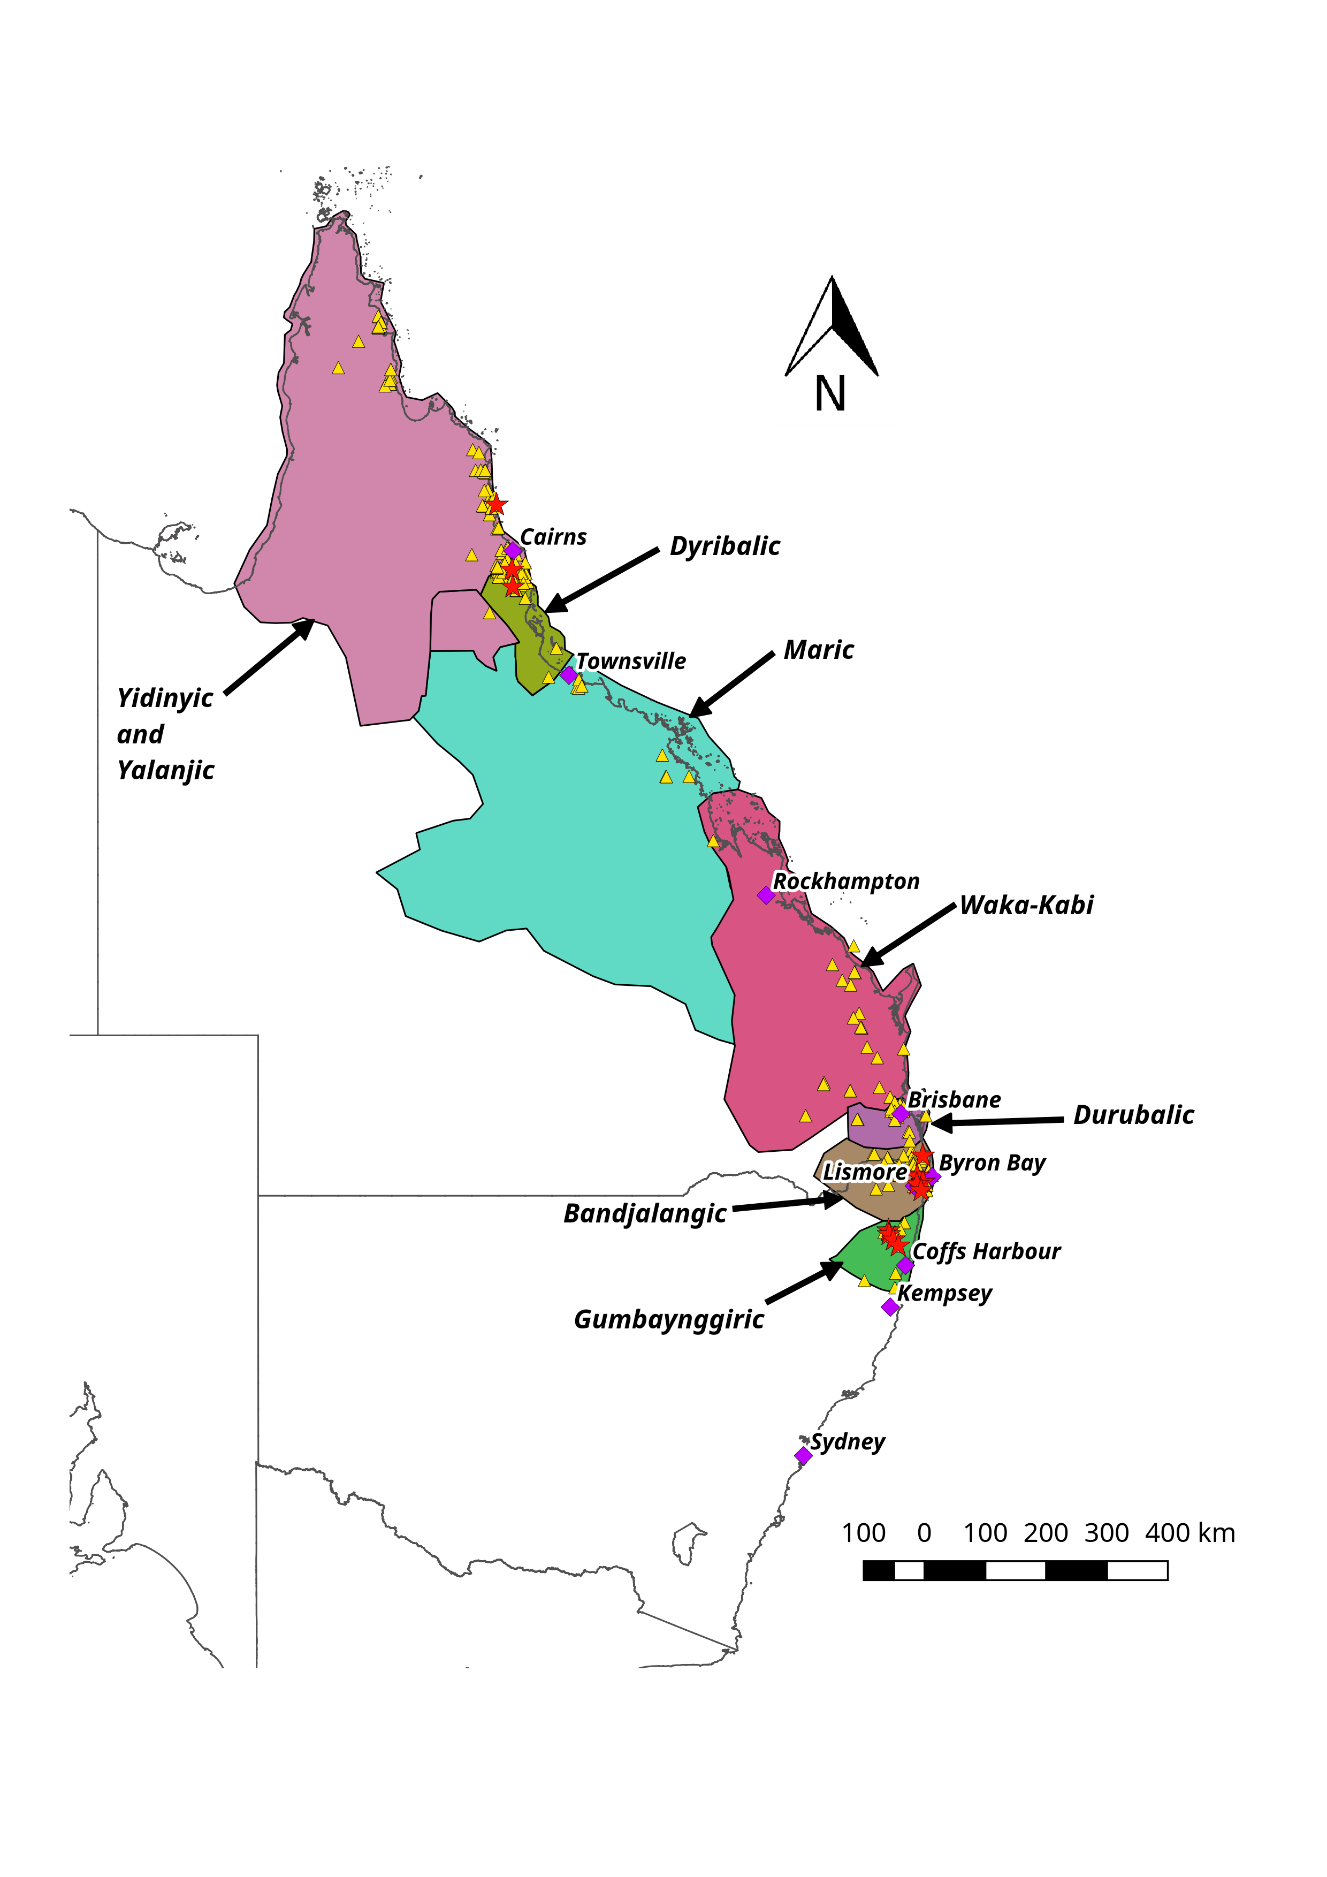 N
Cairns
Dyribalic
Maric
Townsville
Yidinyic
and
Yalanjic
Rockhampton
Waka-Kabi
Brisbane
Durubalic
Byron Bay
Lismore
Bandjalangic
Coffs Harbour
Kempsey
Gumbaynggiric
Sydney
100 0 100 200 300 400 km